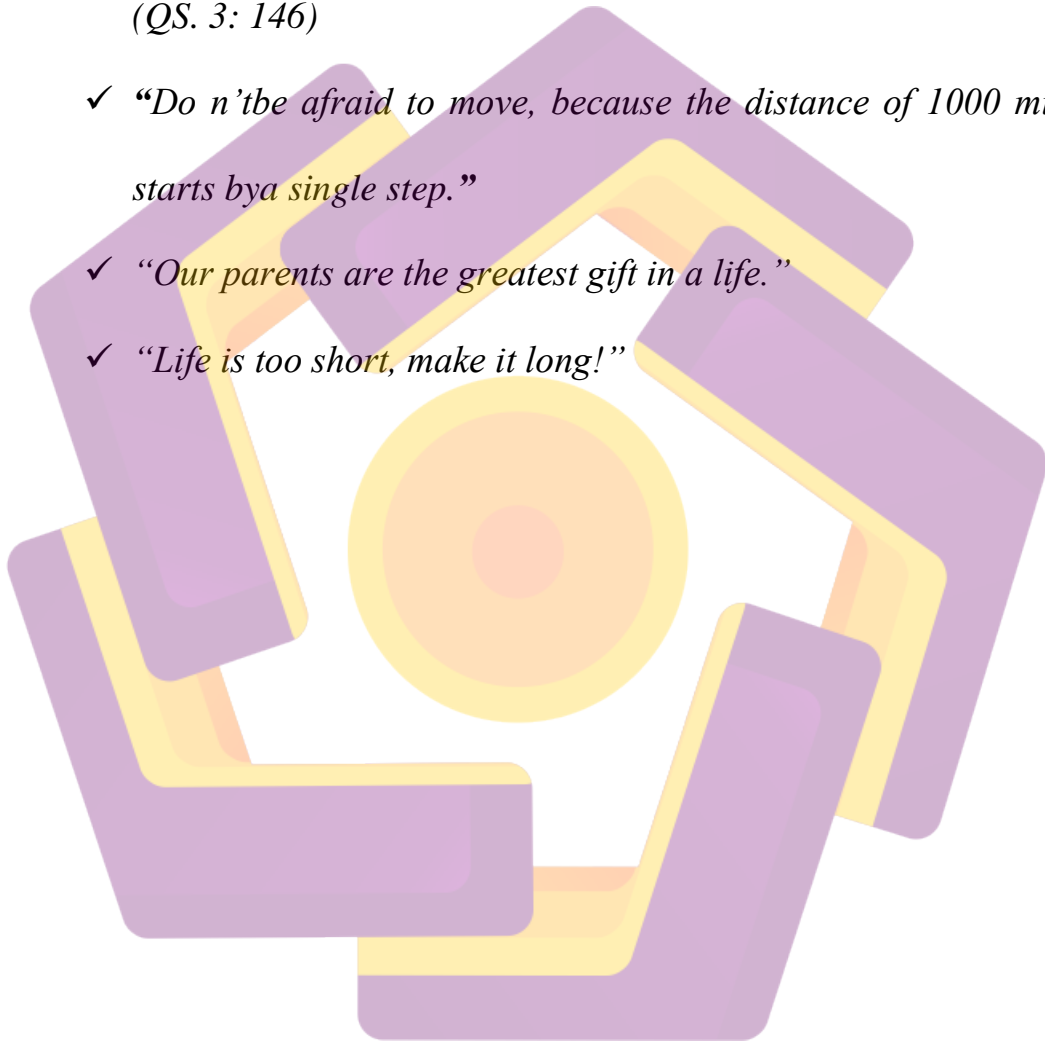 (QS. 3: 146)
✓ “Do n’tbe afraid to move, because the distance of 1000
starts bya single step.”
✓ “Our parents are the greatest gift in a life.”
✓ “Life is too short, make it long!”